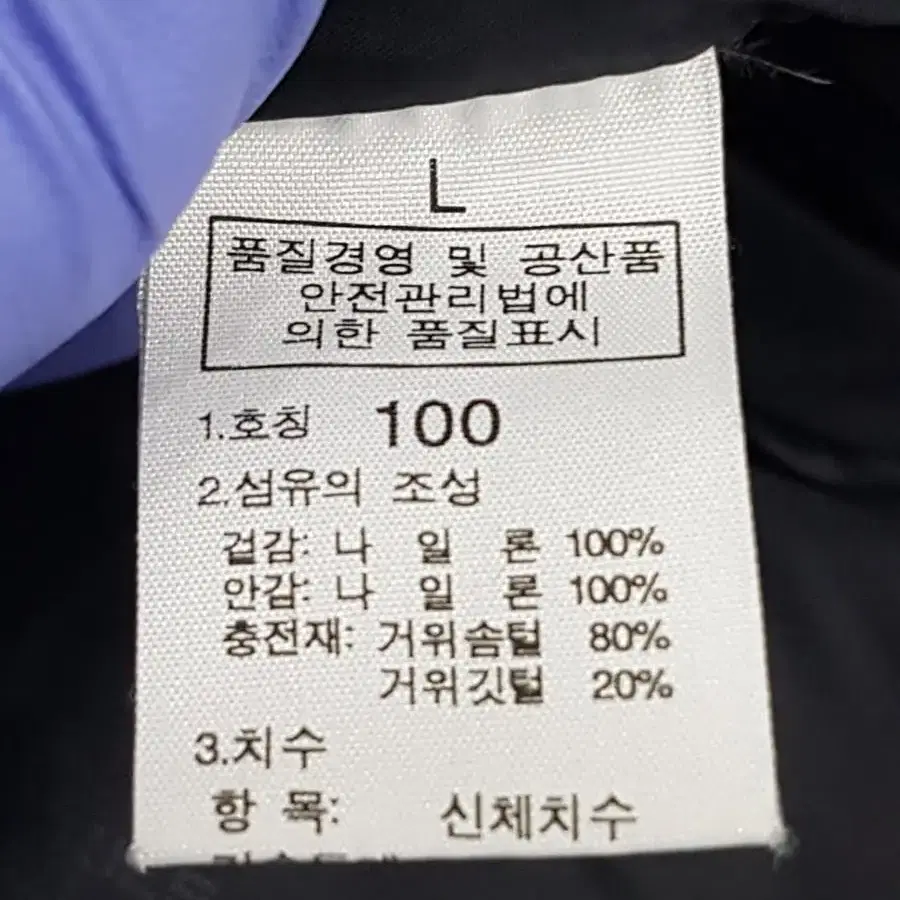 L
품질경영 및 공산품
안전관리법에
의한 품질표시
1.호칭 100
2.섬유의 조성
겉감: 나 일 론 100%
안감: 나 일 론 100%
충전재: 거위솜털 80%
거위깃털 20%
3.치수
항 목: 신체치수